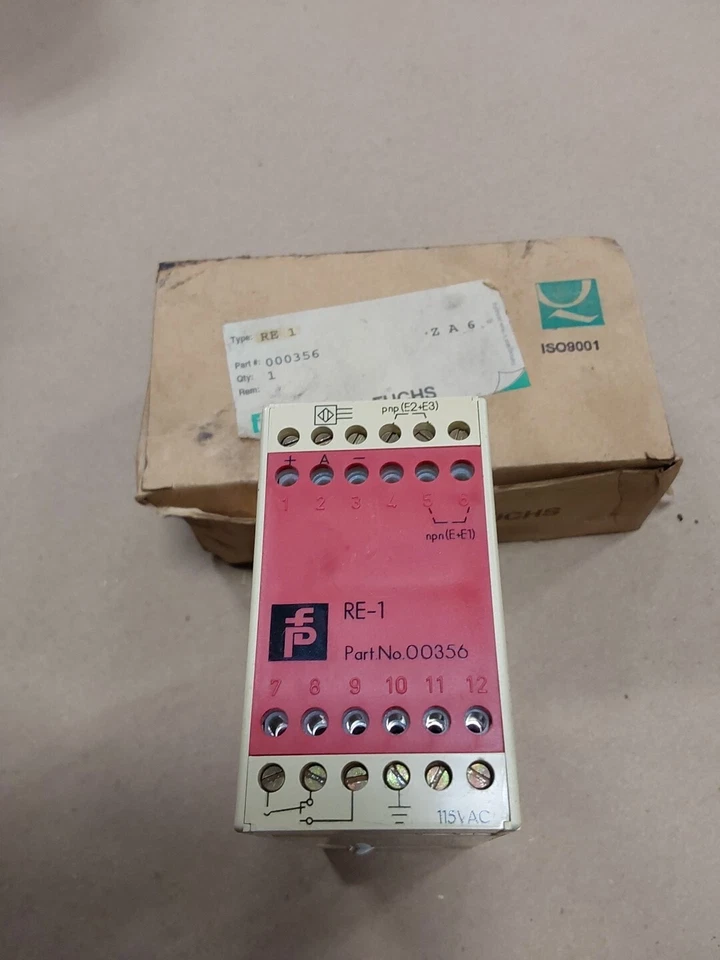 Type: RE 1
Z A 6
Part #: 000356
Qty: 1
Rem:
FUCHS
Q
ISO9001
UCHS
pnp(E2+E3)
+ A −
1 2 3 4 5 6
npn(E+E1)
RE-1
Part.No.00356
7 8 9 10 11 12
115VAC